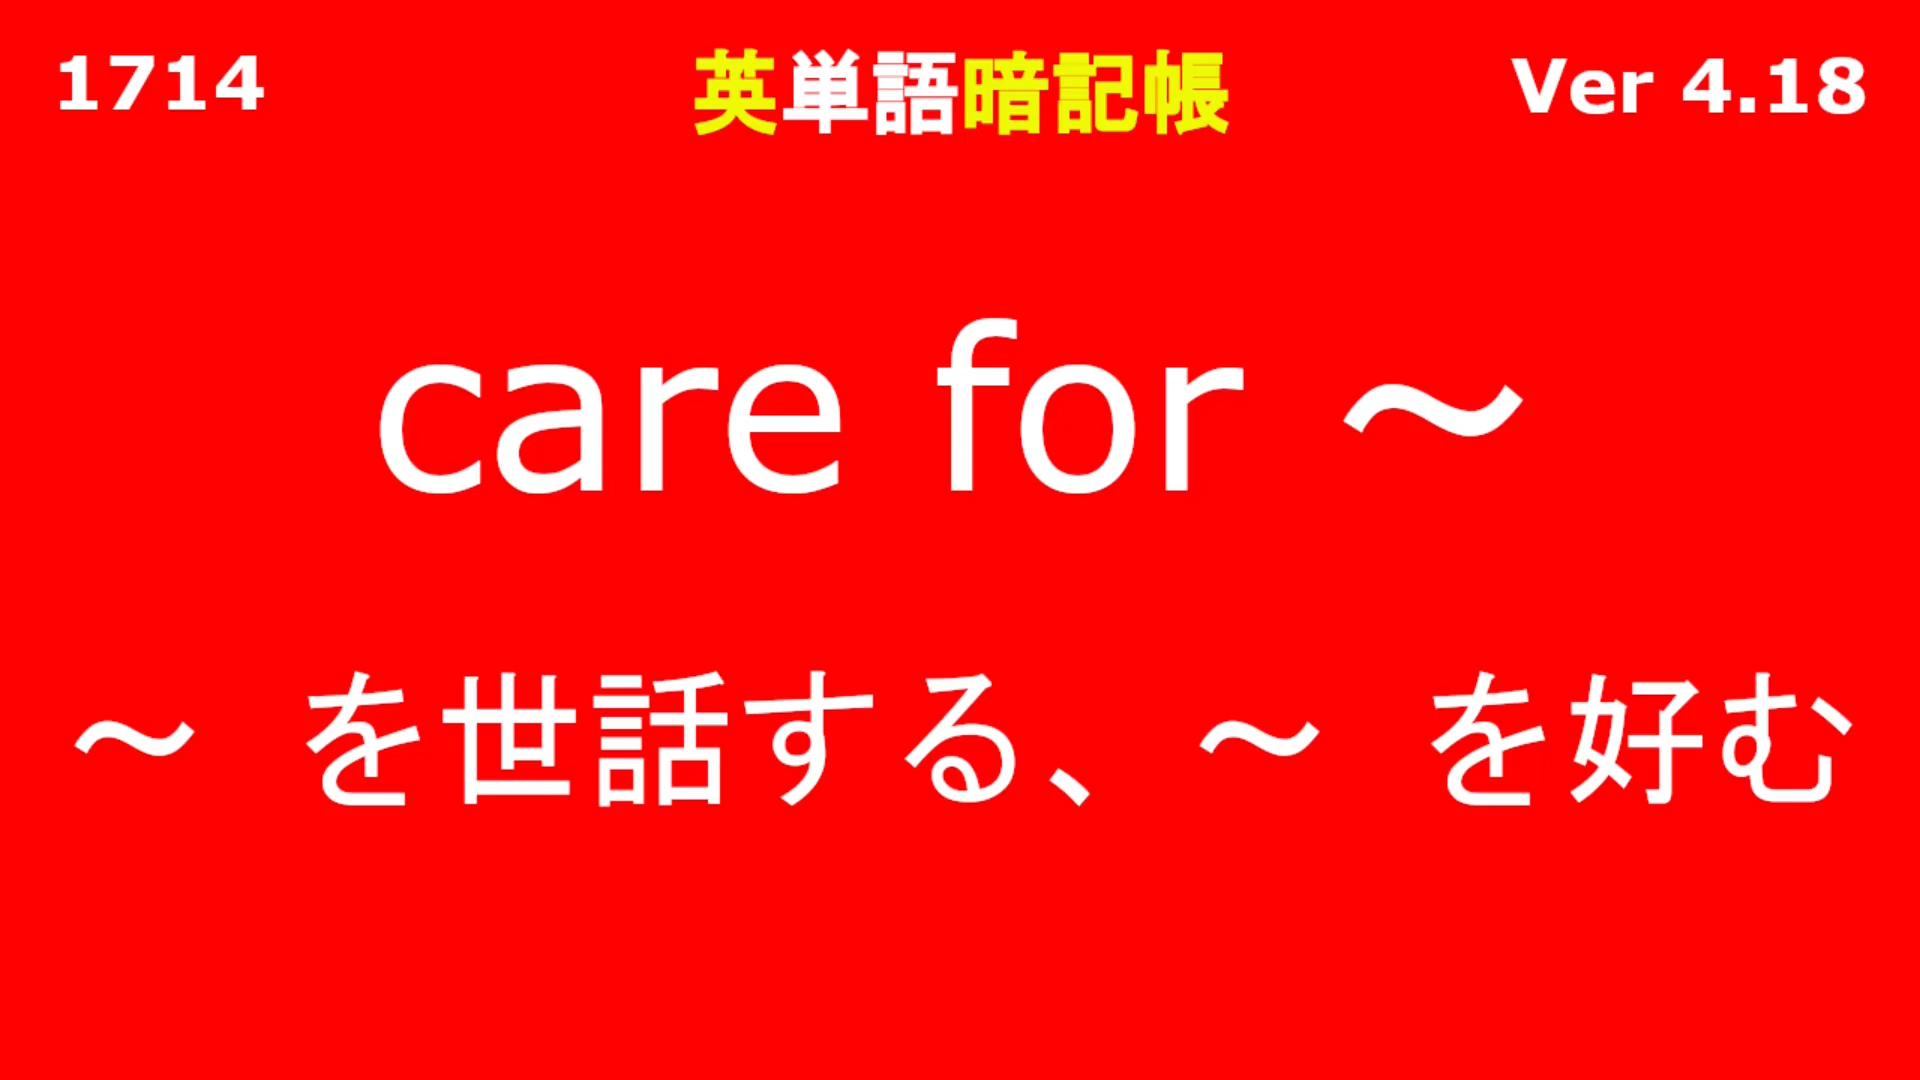 1714 英単語暗記帳 Ver 4.18
care for ～
～ を世話する、～ を好む